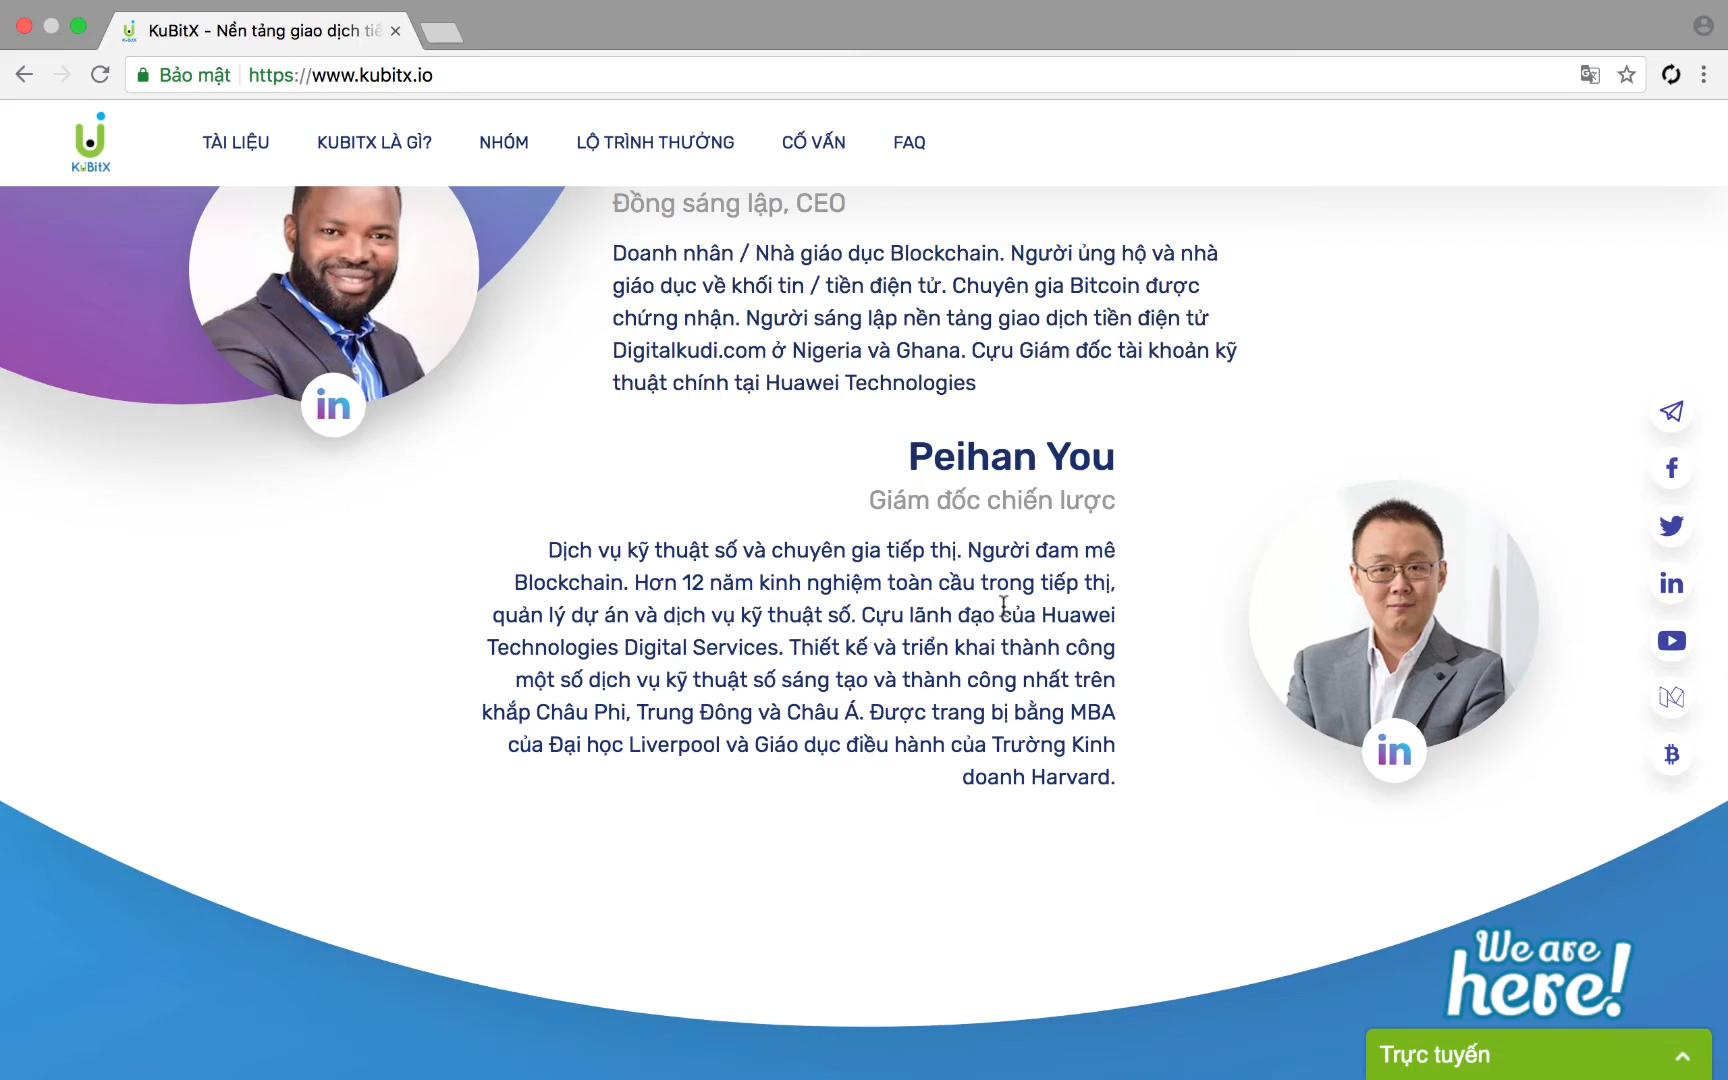 KuBitX - Nền tảng giao dịch tiề
Bảo mật
https://www.kubitx.io
KuBitX
TÀI LIỆU
KUBITX LÀ GÌ?
NHÓM
LỘ TRÌNH THƯỞNG
CỐ VẤN
FAQ
Đồng sáng lập, CEO
Doanh nhân / Nhà giáo dục Blockchain. Người ủng hộ và nhà
giáo dục về khối tin / tiền điện tử. Chuyên gia Bitcoin được
chứng nhận. Người sáng lập nền tảng giao dịch tiền điện tử
Digitalkudi.com ở Nigeria và Ghana. Cựu Giám đốc tài khoản kỹ
thuật chính tại Huawei Technologies
in
Peihan You
Giám đốc chiến lược
Dịch vụ kỹ thuật số và chuyên gia tiếp thị. Người đam mê
Blockchain. Hơn 12 năm kinh nghiệm toàn cầu trong tiếp thị,
quản lý dự án và dịch vụ kỹ thuật số. Cựu lãnh đạo của Huawei
Technologies Digital Services. Thiết kế và triển khai thành công
một số dịch vụ kỹ thuật số sáng tạo và thành công nhất trên
khắp Châu Phi, Trung Đông và Châu Á. Được trang bị bằng MBA
của Đại học Liverpool và Giáo dục điều hành của Trường Kinh
doanh Harvard.
in
in
We are
here!
Trực tuyến